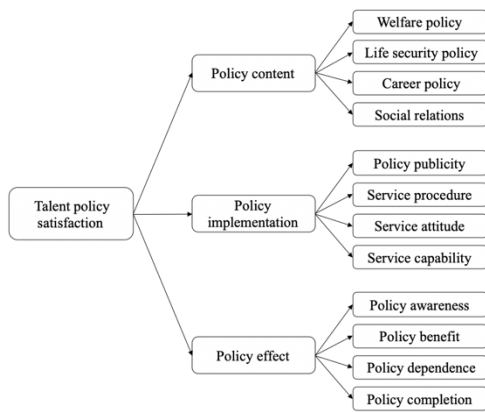 Talent policy
satisfaction
Policy content
Welfare policy
Life security policy
Career policy
Social relations
Policy
implementation
Policy publicity
Service procedure
Service attitude
Service capability
Policy effect
Policy awareness
Policy benefit
Policy dependence
Policy completion